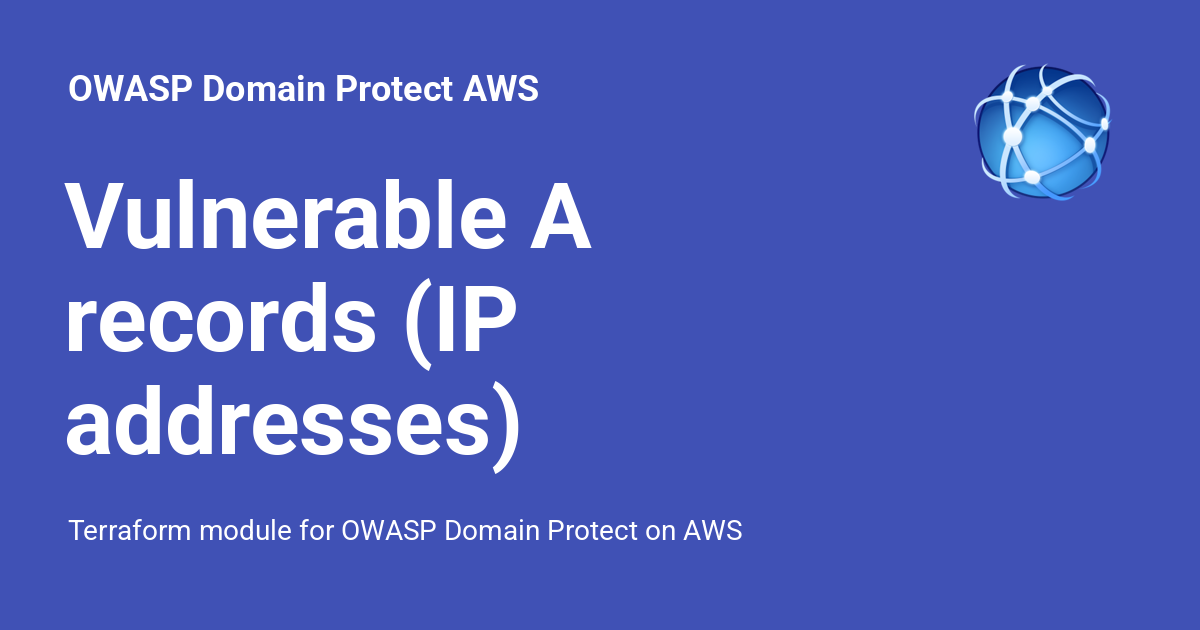 OWASP Domain Protect AWS
Vulnerable A
records (IP
addresses)
Terraform module for OWASP Domain Protect on AWS